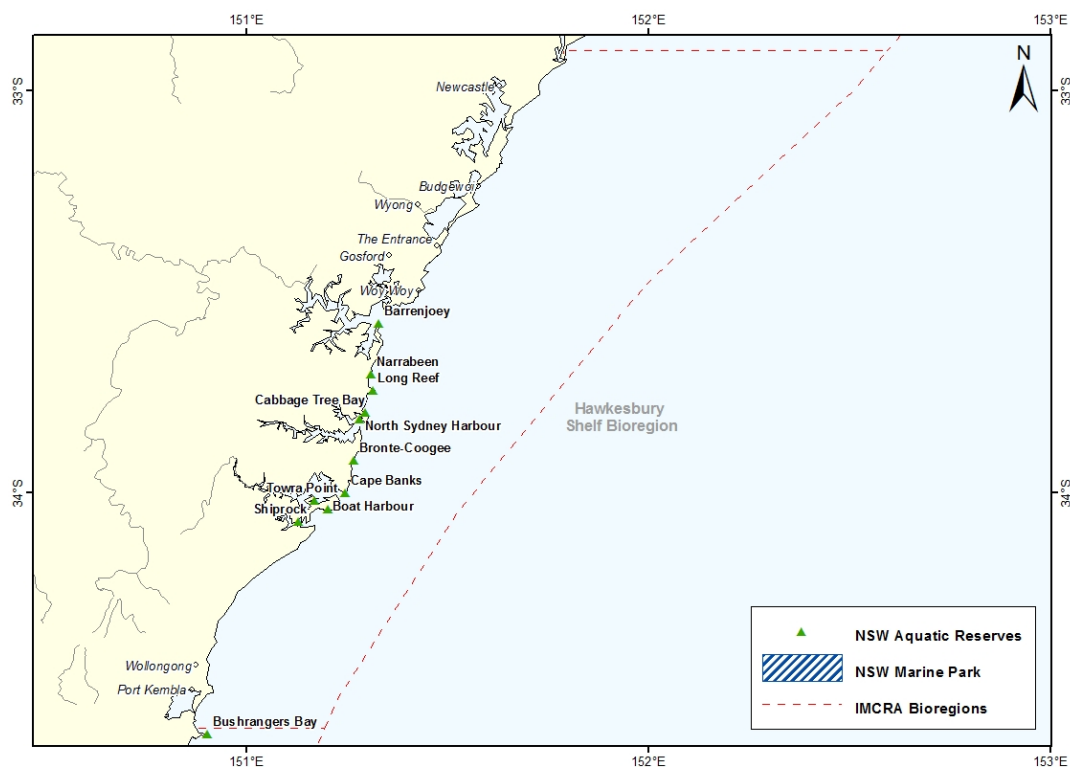 151°E
152°E
153°E
N
33°S
33°S
Newcastle
Budgewoi
Wyong
The Entrance
Gosford
Woy Woy
Barrenjoey
Narrabeen
Long Reef
Cabbage Tree Bay
Hawkesbury
Shelf Bioregion
North Sydney Harbour
Bronte-Coogee
Cape Banks
Towra Point
34°S
34°S
Shiprock
Boat Harbour
NSW Aquatic Reserves
Wollongong
NSW Marine Park
Port Kembla
IMCRA Bioregions
Bushrangers Bay
151°E
152°E
153°E